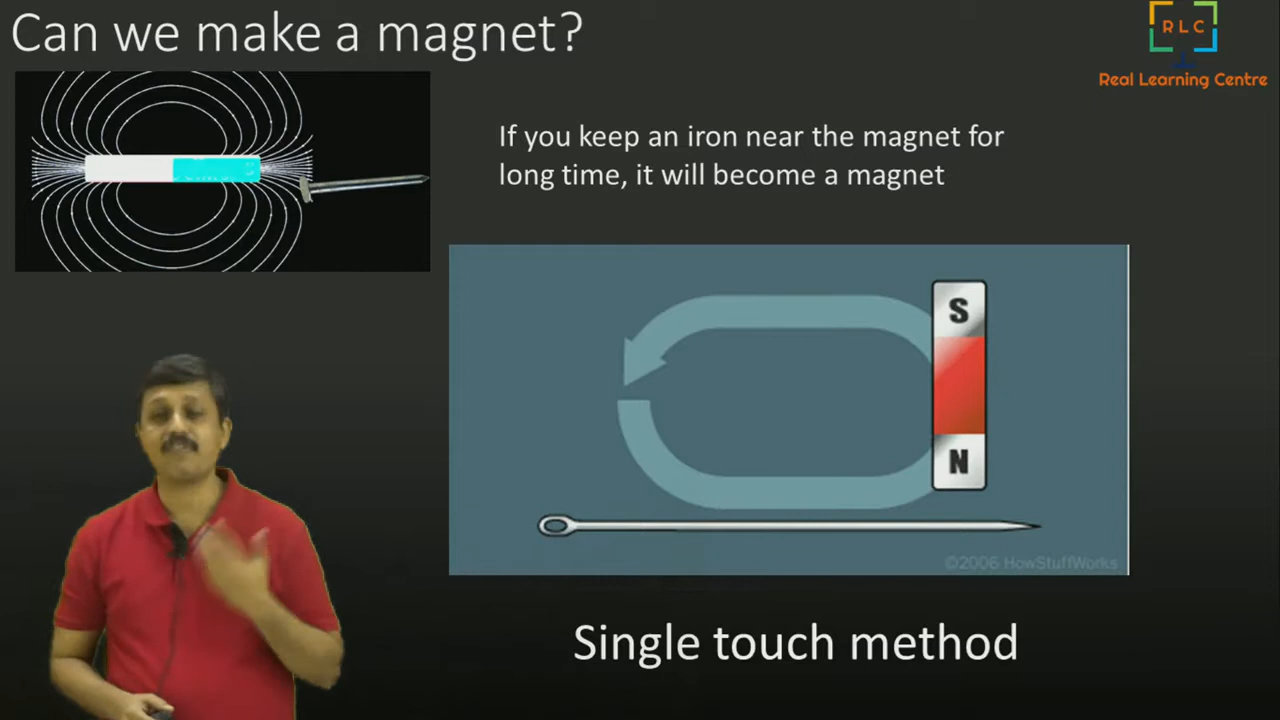 Can we make a magnet?
RLC
Real Learning Centre
If you keep an iron near the magnet for
long time, it will become a magnet
S
N
©2006 HowStuffWorks
Single touch method